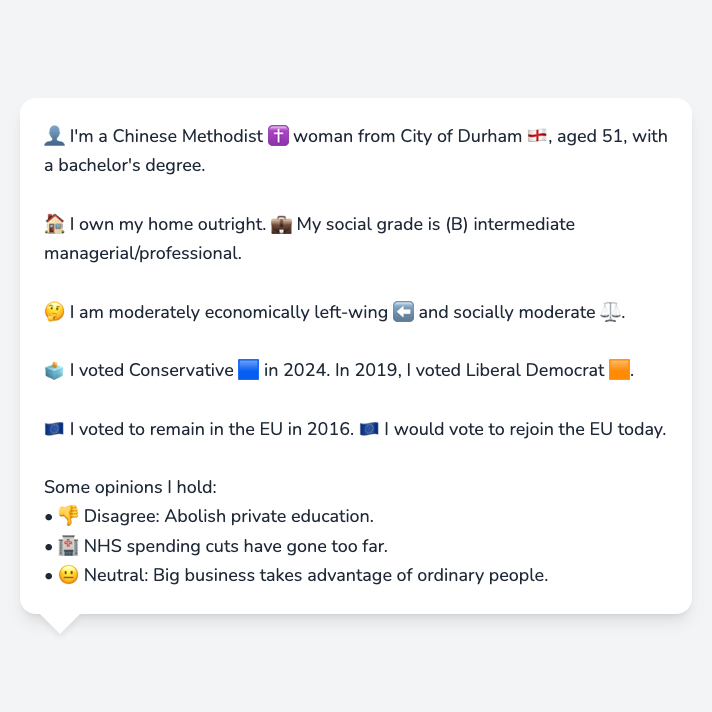 👤 I'm a Chinese Methodist ✝️ woman from City of Durham 🏴󠁧󠁢󠁥󠁮󠁧󠁿, aged 51, with
a bachelor's degree.
🏠 I own my home outright. 💼 My social grade is (B) intermediate
managerial/professional.
🤔 I am moderately economically left-wing ⬅️ and socially moderate ⚖️.
🗳️ I voted Conservative 🟦 in 2024. In 2019, I voted Liberal Democrat 🟧.
🇪🇺 I voted to remain in the EU in 2016. 🇪🇺 I would vote to rejoin the EU today.
Some opinions I hold:
• 👎 Disagree: Abolish private education.
• 🏥 NHS spending cuts have gone too far.
• 😐 Neutral: Big business takes advantage of ordinary people.